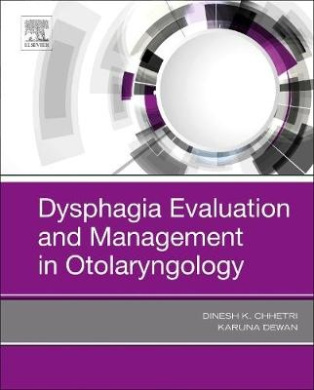 ELSEVIER
Dysphagia Evaluation
and Management
in Otolaryngology
DINESH K. CHHETRI
KARUNA DEWAN